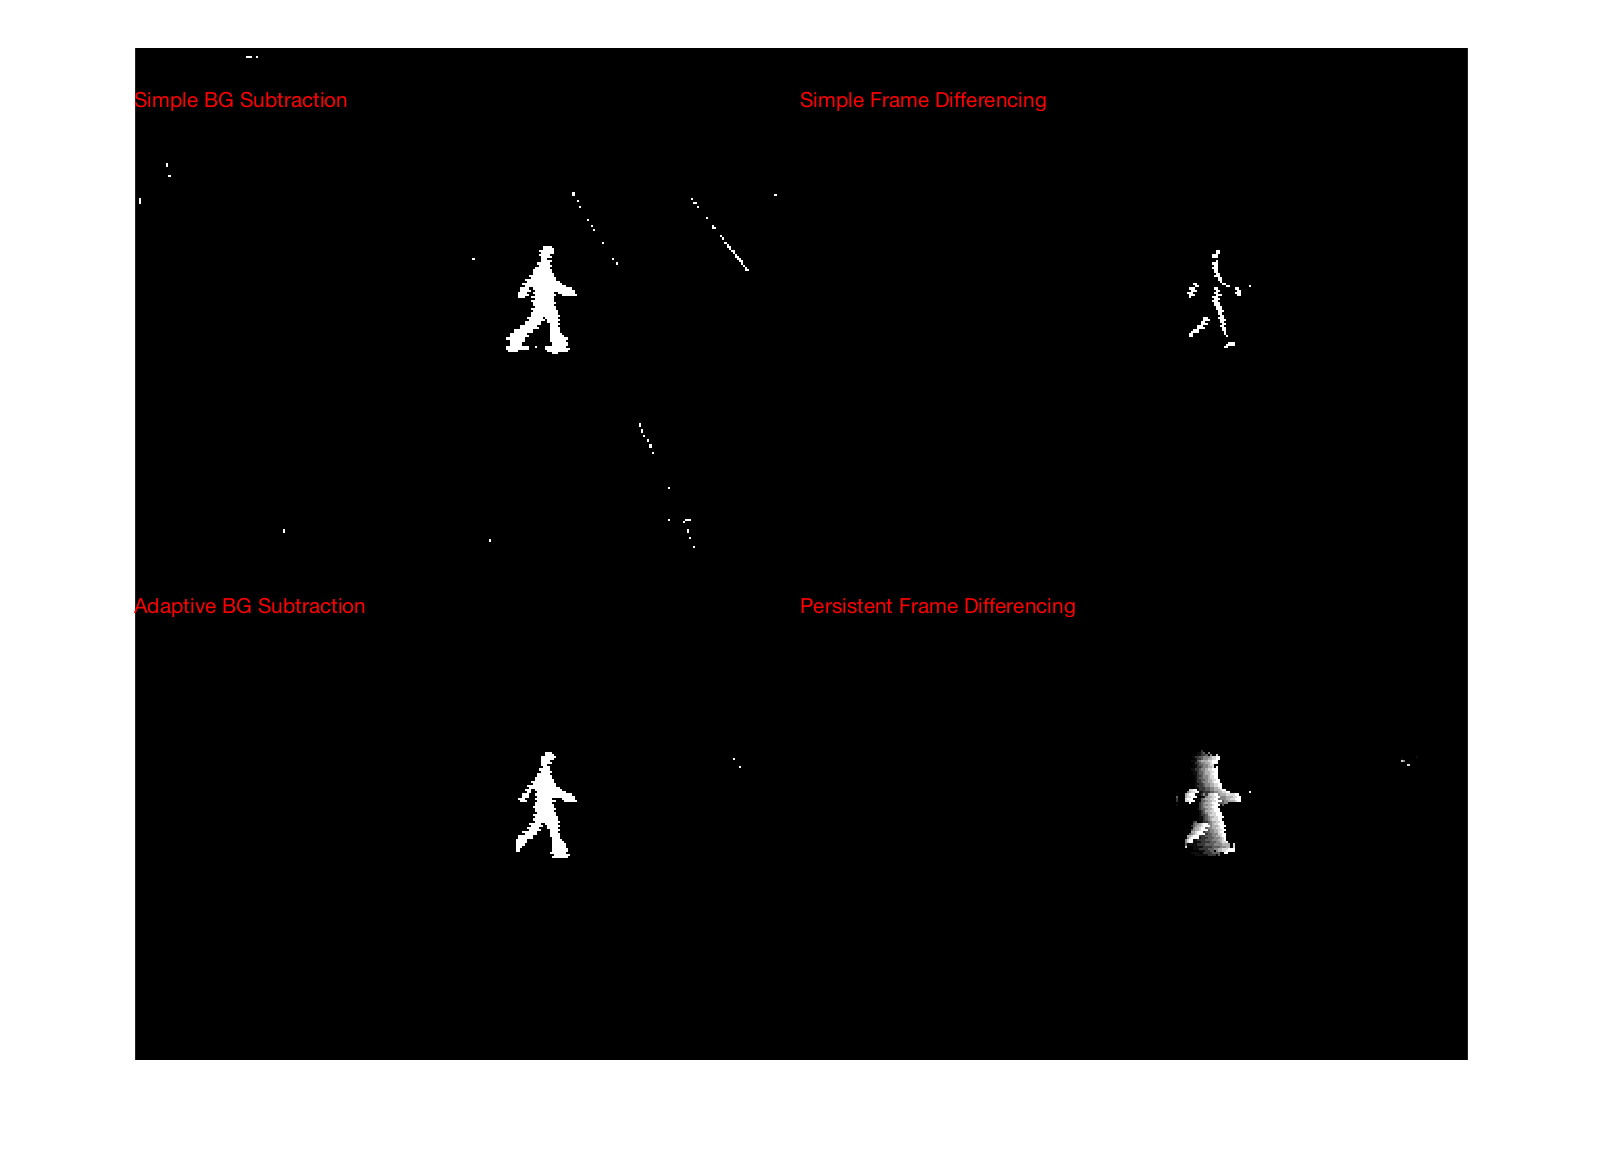 Simple BG Subtraction
Simple Frame Differencing
Adaptive BG Subtraction
Persistent Frame Differencing